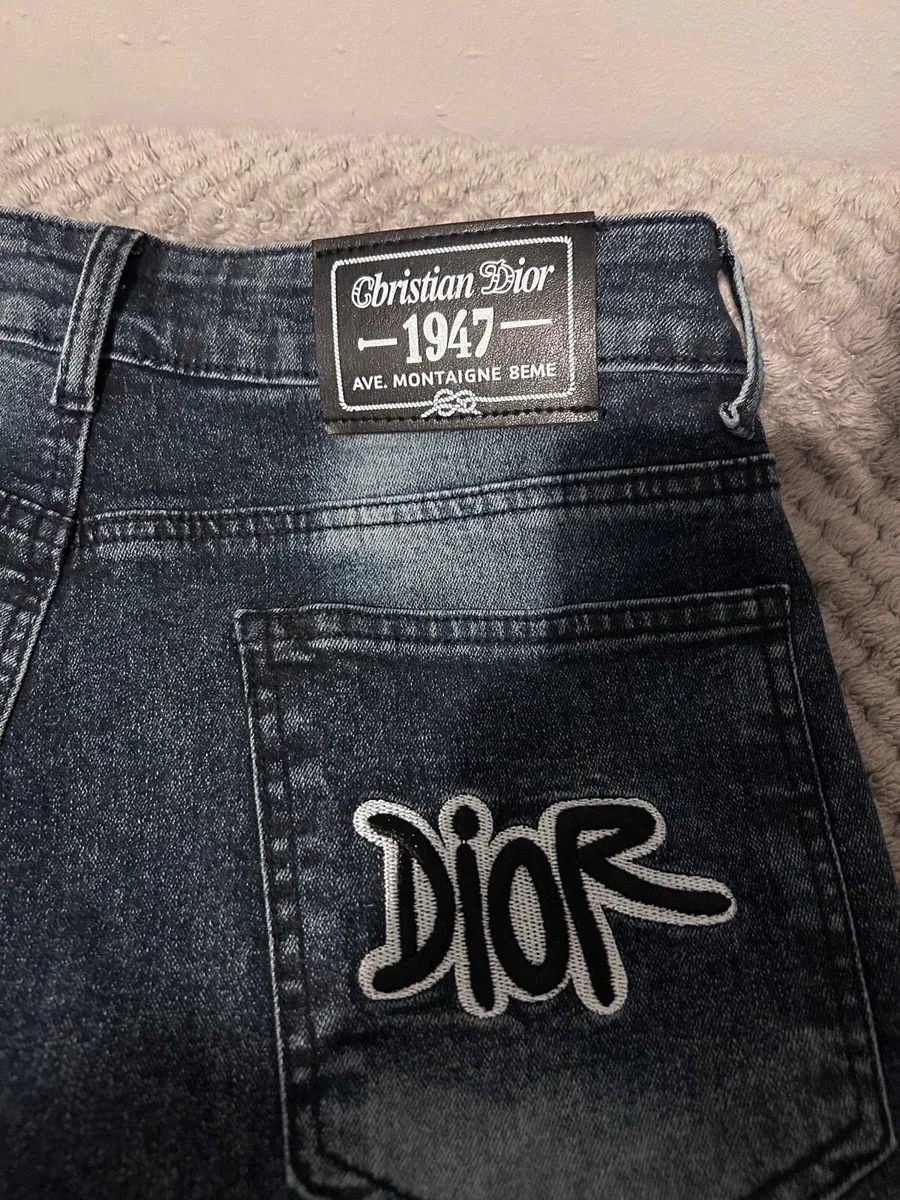 Christian Dior
1947
AVE. MONTAIGNE 8EME
DioR